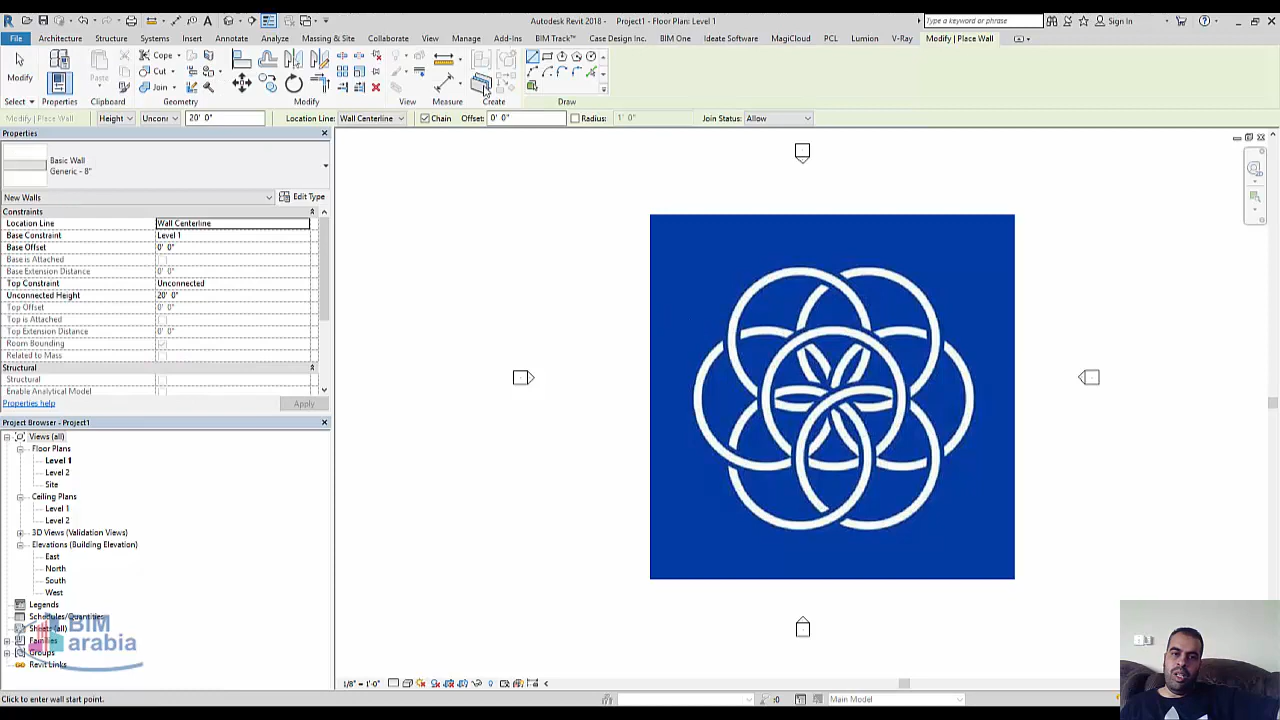 Autodesk Revit 2018 - Project1 - Floor Plan: Level 1
Type a keyword or phrase
Sign In
File Architecture Structure Systems Insert Annotate Analyze Massing & Site Collaborate View Manage Add-Ins BIM Track™ Case Design Inc. BIM One Ideate Software MagiCloud PCL Lumion V-Ray Modify | Place Wall
Modify Paste Cope Cut Join
Select Properties Clipboard Geometry Modify View Measure Create Draw
Modify | Place Wall Height Unconn 20' 0" Location Line: Wall Centerline Chain Offset: 0' 0" Radius: 1' 0" Join Status: Allow
Properties
Basic Wall
Generic - 8"
New Walls Edit Type
Constraints
Location Line Wall Centerline
Base Constraint Level 1
Base Offset 0' 0"
Base is Attached
Base Extension Distance 0' 0"
Top Constraint Unconnected
Unconnected Height 20' 0"
Top Offset 0' 0"
Top is Attached
Top Extension Distance 0' 0"
Room Bounding
Related to Mass
Structural
Structural
Enable Analytical Model
Properties help Apply
Project Browser - Project1
Views (all)
Floor Plans
Level 1
Level 2
Site
Ceiling Plans
Level 1
Level 2
3D Views (Validation Views)
Elevations (Building Elevation)
East
North
South
West
Legends
Schedules/Quantities
Sheets (all)
Families
Groups
Revit Links
BIM
arabia
1/8" = 1'-0"
Click to enter wall start point.
:0 Main Model